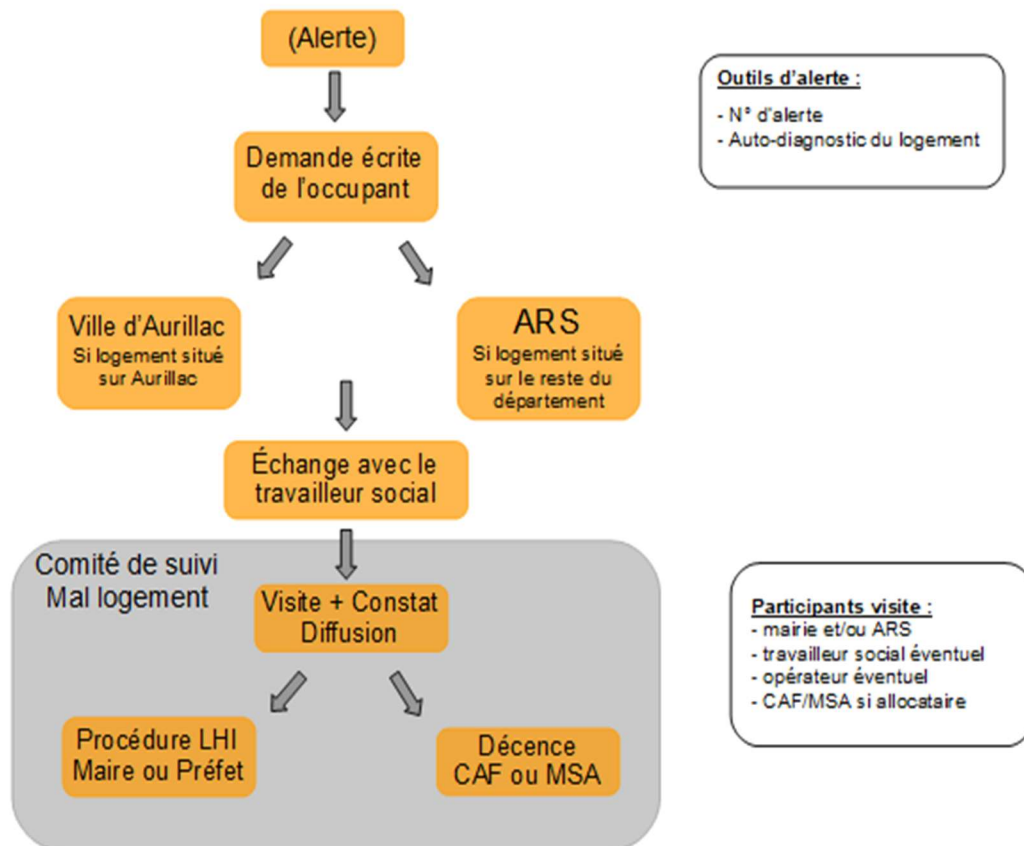 (Alerte)
Outils d'alerte :
- N° d'alerte
- Auto-diagnostic du logement
Demande écrite
de l'occupant
Ville d'Aurillac
Si logement situé
sur Aurillac
ARS
Si logement situé
sur le reste du
département
Échange avec le
travailleur social
Comité de suivi
Mal logement
Visite + Constat
Diffusion
Participants visite :
- mairie et/ou ARS
- travailleur social éventuel
- opérateur éventuel
- CAF/MSA si allocataire
Procédure LHI
Maire ou Préfet
Décence
CAF ou MSA